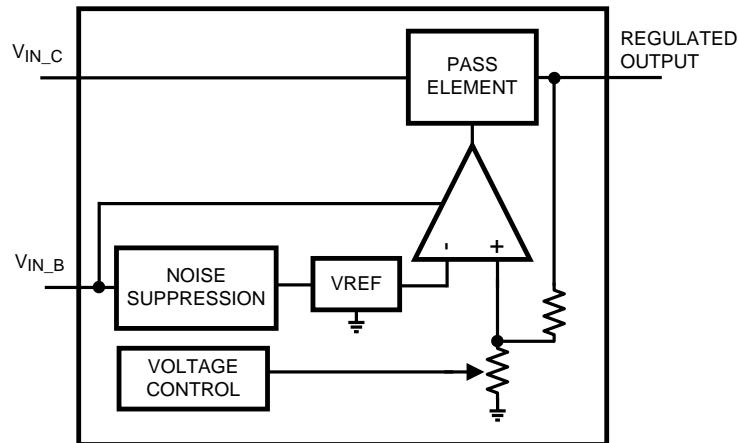 V_IN_C
PASS
ELEMENT
REGULATED
OUTPUT
- +
V_IN_B
NOISE
SUPPRESSION
VREF
VOLTAGE
CONTROL